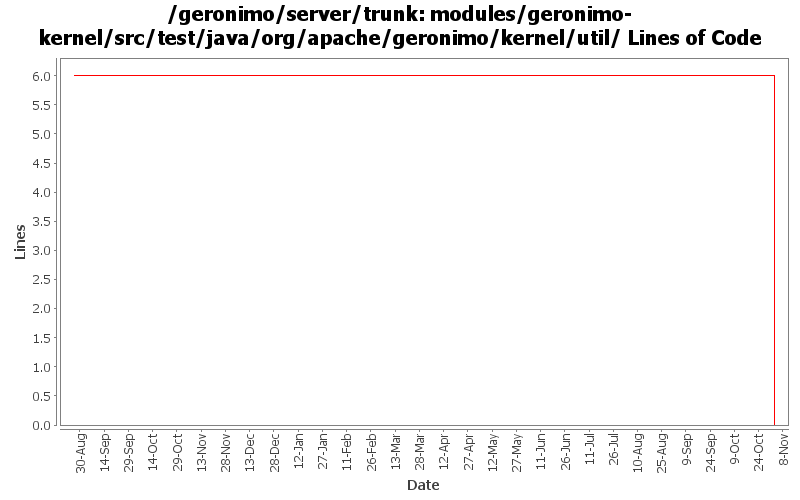 /geronimo/server/trunk: modules/geronimo-
kernel/src/test/java/org/apache/geronimo/kernel/util/ Lines of Code
Lines
6.0
5.5
5.0
4.5
4.0
3.5
3.0
2.5
2.0
1.5
1.0
0.5
0.0
30-Aug
14-Sep
29-Sep
14-Oct
29-Oct
13-Nov
28-Nov
13-Dec
28-Dec
12-Jan
27-Jan
11-Feb
26-Feb
13-Mar
28-Mar
12-Apr
27-Apr
12-May
27-May
11-Jun
26-Jun
11-Jul
26-Jul
10-Aug
25-Aug
9-Sep
24-Sep
9-Oct
24-Oct
8-Nov
Date